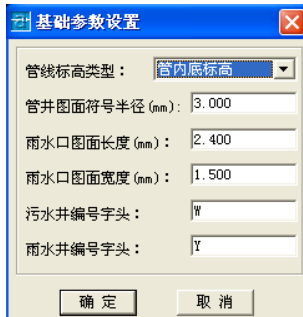 基础参数设置
管线标高类型： 管内底标高
管井图面符号半径(mm): 3.000
雨水口图面长度(mm)： 2.400
雨水口图面宽度(mm)： 1.500
污水井编号字头： W
雨水井编号字头： Y
确 定 取 消